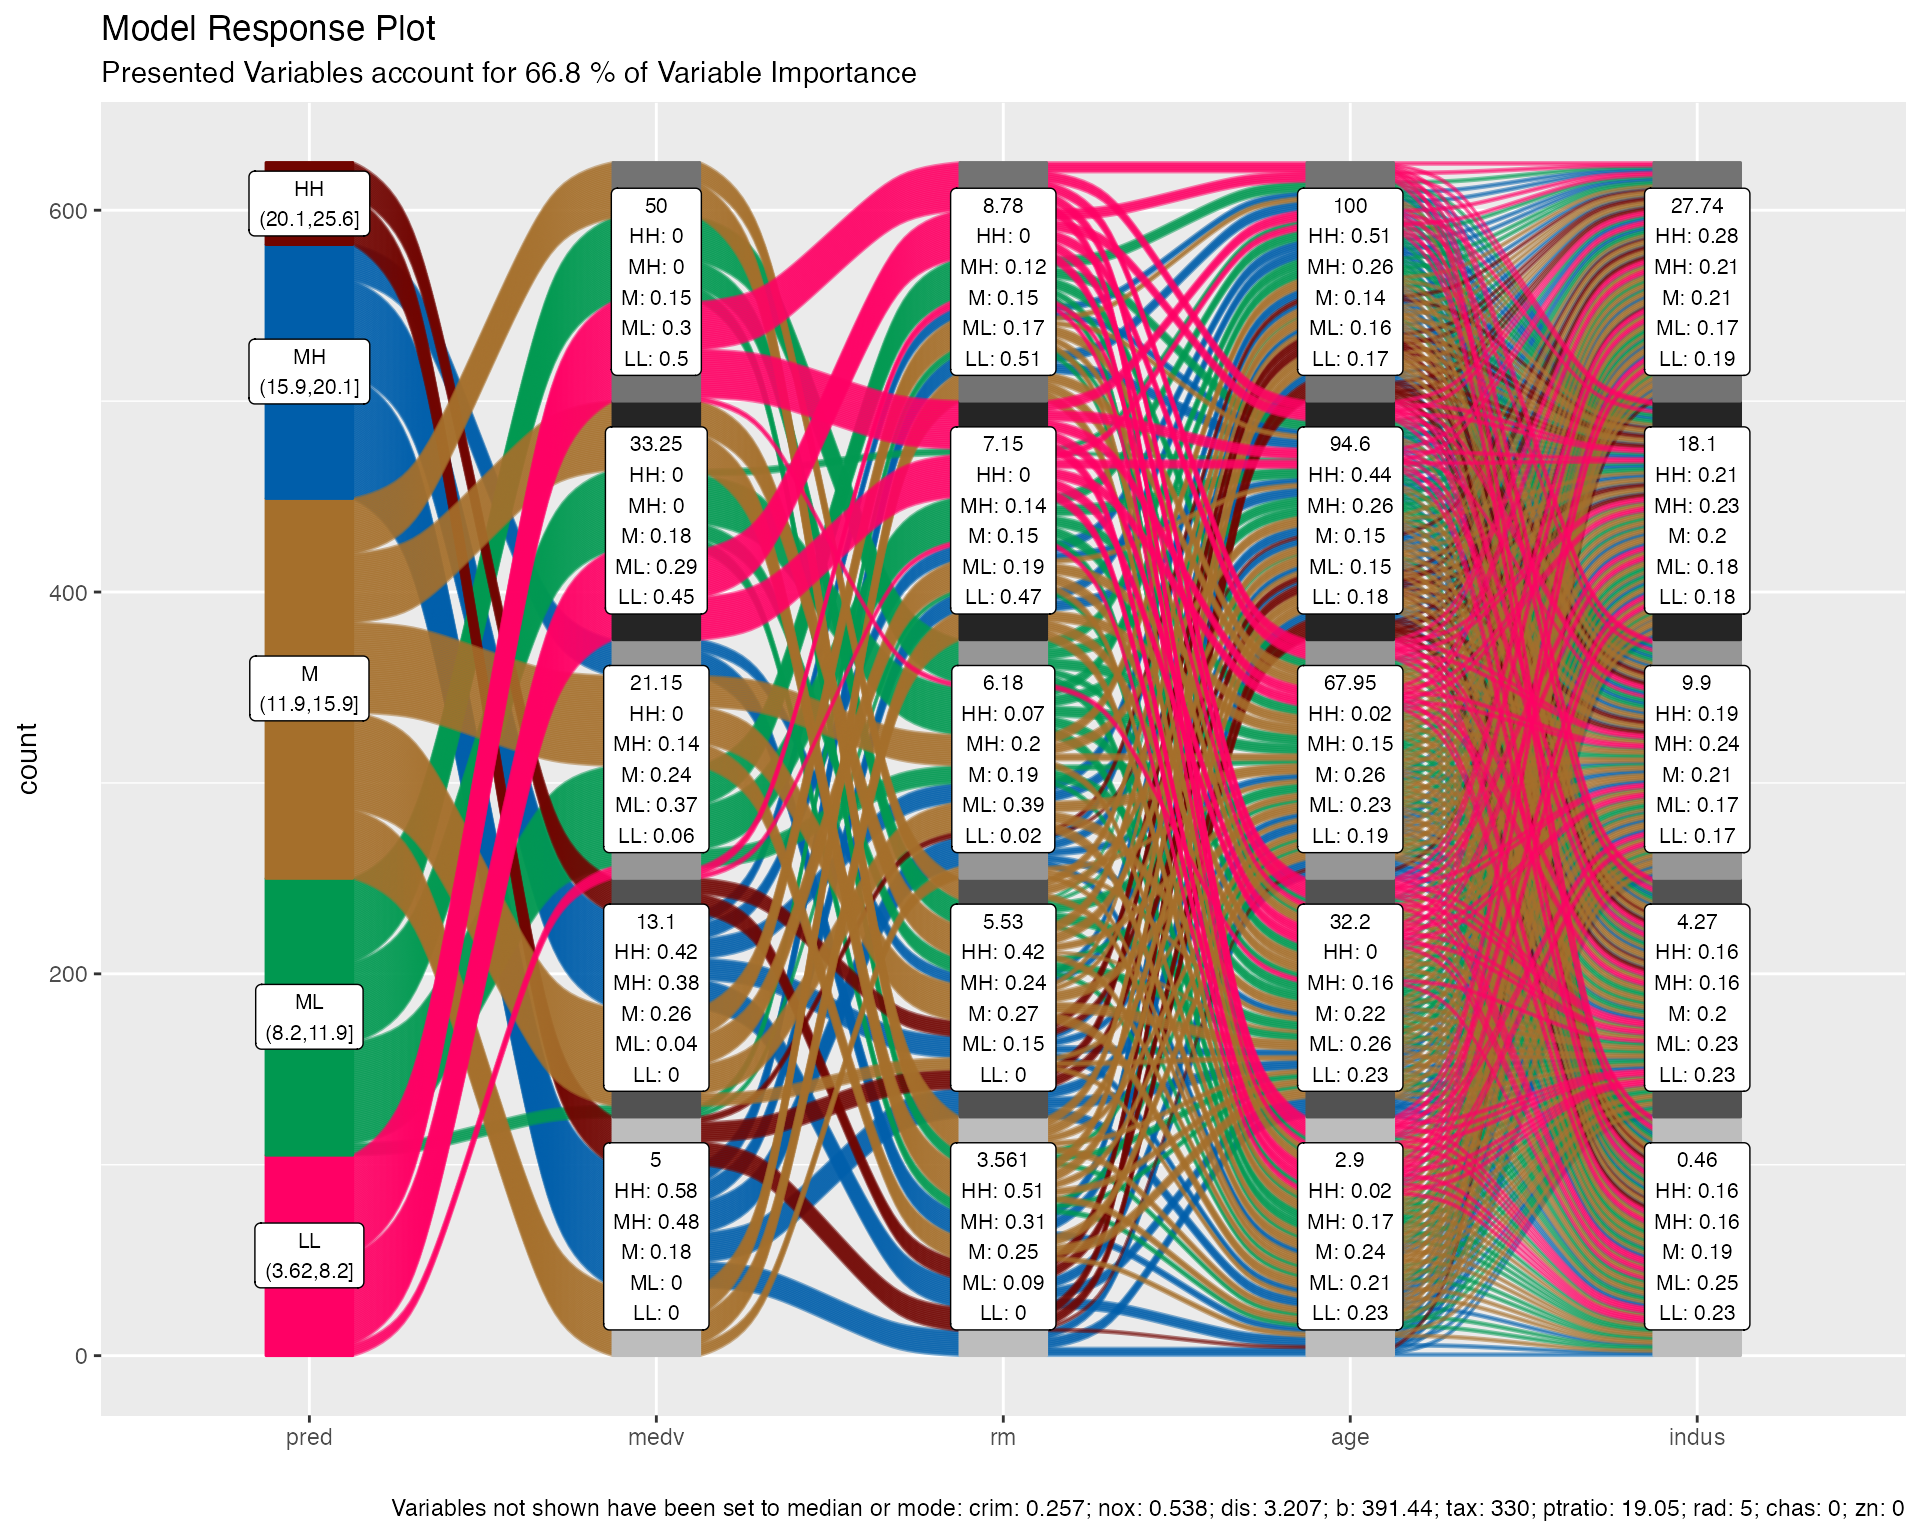 Model Response Plot
Presented Variables account for 66.8 % of Variable Importance
count
600
400
200
0
HH
(20.1,25.6]
MH
(15.9,20.1]
M
(11.9,15.9]
ML
(8.2,11.9]
LL
(3.62,8.2]
50
HH: 0
MH: 0
M: 0.15
ML: 0.3
LL: 0.5
33.25
HH: 0
MH: 0
M: 0.18
ML: 0.29
LL: 0.45
21.15
HH: 0
MH: 0.14
M: 0.24
ML: 0.37
LL: 0.06
13.1
HH: 0.42
MH: 0.38
M: 0.26
ML: 0.04
LL: 0
5
HH: 0.58
MH: 0.48
M: 0.18
ML: 0
LL: 0
8.78
HH: 0
MH: 0.12
M: 0.15
ML: 0.17
LL: 0.51
7.15
HH: 0
MH: 0.14
M: 0.15
ML: 0.19
LL: 0.47
6.18
HH: 0.07
MH: 0.2
M: 0.19
ML: 0.39
LL: 0.02
5.53
HH: 0.42
MH: 0.24
M: 0.27
ML: 0.15
LL: 0
3.561
HH: 0.51
MH: 0.31
M: 0.25
ML: 0.09
LL: 0
100
HH: 0.51
MH: 0.26
M: 0.14
ML: 0.16
LL: 0.17
94.6
HH: 0.44
MH: 0.26
M: 0.15
ML: 0.15
LL: 0.18
67.95
HH: 0.02
MH: 0.15
M: 0.26
ML: 0.23
LL: 0.19
32.2
HH: 0
MH: 0.16
M: 0.22
ML: 0.26
LL: 0.23
2.9
HH: 0.02
MH: 0.17
M: 0.24
ML: 0.21
LL: 0.23
27.74
HH: 0.28
MH: 0.21
M: 0.21
ML: 0.17
LL: 0.19
18.1
HH: 0.21
MH: 0.23
M: 0.2
ML: 0.18
LL: 0.18
9.9
HH: 0.19
MH: 0.24
M: 0.21
ML: 0.17
LL: 0.17
4.27
HH: 0.16
MH: 0.16
M: 0.2
ML: 0.23
LL: 0.23
0.46
HH: 0.16
MH: 0.16
M: 0.19
ML: 0.25
LL: 0.23
pred
medv
rm
age
indus
Variables not shown have been set to median or mode: crim: 0.257; nox: 0.538; dis: 3.207; b: 391.44; tax: 330; ptratio: 19.05; rad: 5; chas: 0; zn: 0